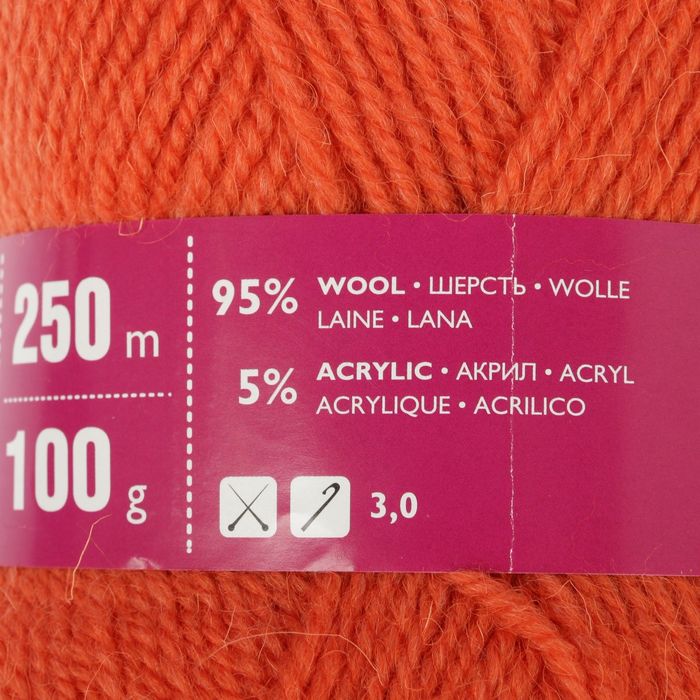 250 m
100 g
95% WOOL • ШЕРСТЬ • WOLLE
LAINE • LANA
5% ACRYLIC • АКРИЛ • ACRYL
ACRYLIQUE • ACRILICO
3,0